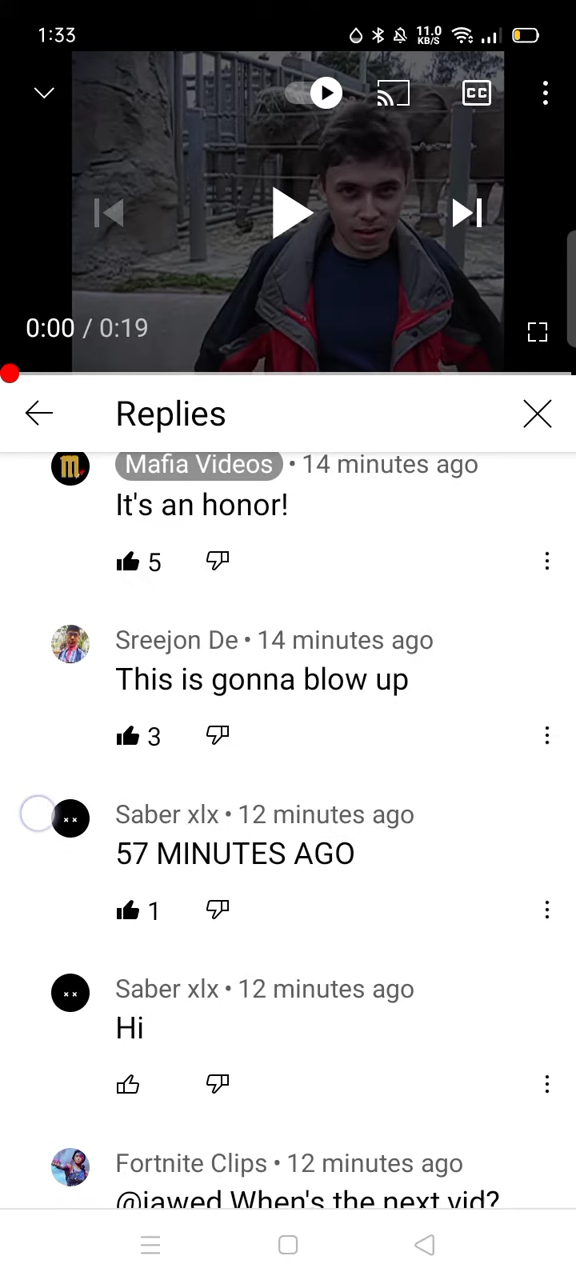 1:33
11.0
KB/S
CC
0:00 / 0:19
Replies
Mafia Videos • 14 minutes ago
It's an honor!
5
Sreejon De • 14 minutes ago
This is gonna blow up
3
Saber xlx • 12 minutes ago
57 MINUTES AGO
1
Saber xlx • 12 minutes ago
Hi
Fortnite Clips • 12 minutes ago
@jawed When's the next vid?